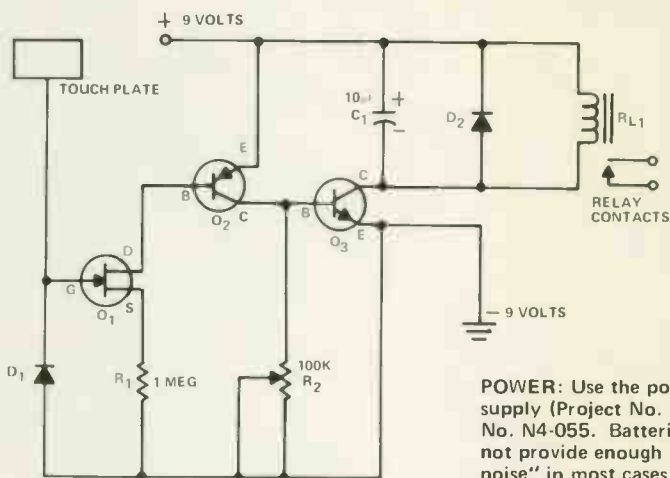 + 9 VOLTS
TOUCH PLATE
10
C1
+
−
D2
RL1
E
B
Q2
C
C
B
Q3
E
RELAY
CONTACTS
D
G
S
Q1
− 9 VOLTS
D1
R1
1 MEG
100K
R2
POWER: Use the po
supply (Project No.
No. N4-055. Batteri
not provide enough
noise" in most cases